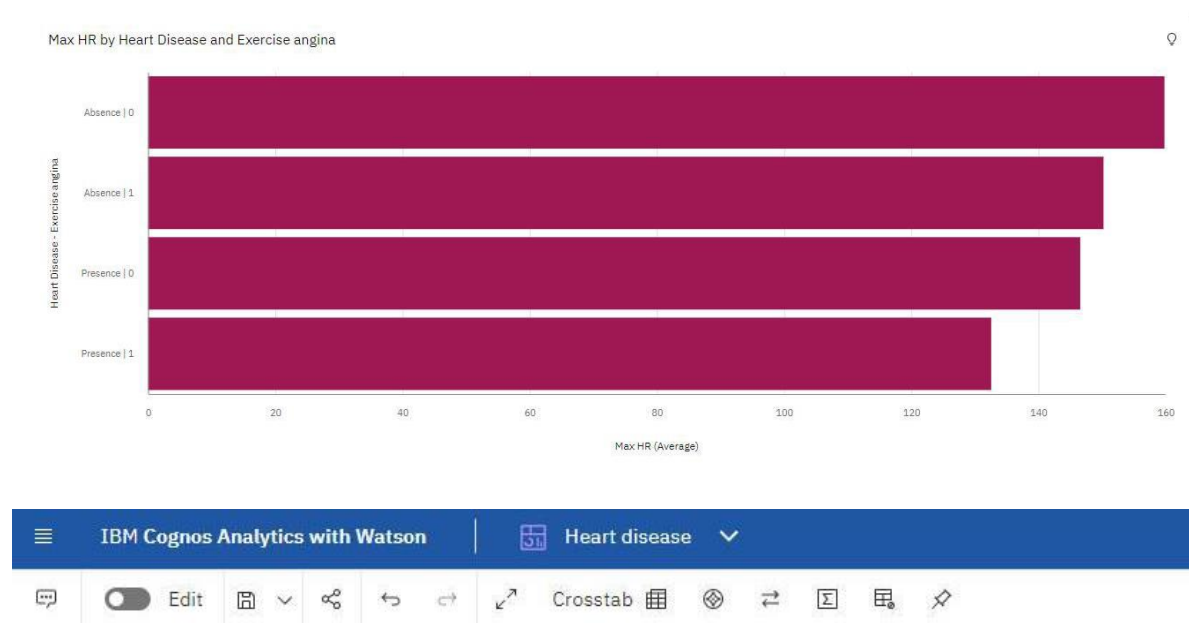 Max HR by Heart Disease and Exercise angina
Heart Disease - Exercise angina
Absence | 0
Absence | 1
Presence | 0
Presence | 1
0 20 40 60 80 100 120 140 160
Max HR (Average)
IBM Cognos Analytics with Watson Heart disease
Edit Crosstab